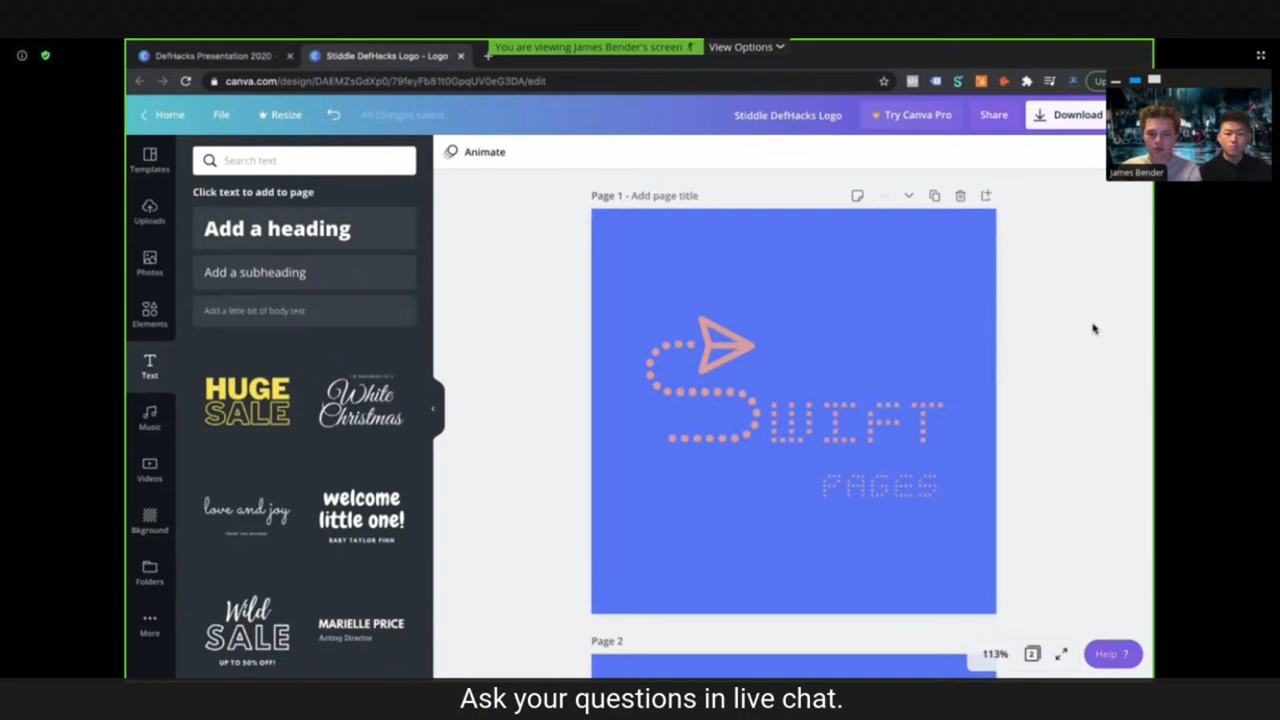 You are viewing James Bender's screen
View Options
DefHacks Presentation 2020 -
Stiddle DefHacks Logo - Logo
canva.com/design/DAEMZsGdXp0/79feyFb81t0GpqUV0eG3DA/edit
Home
File
Resize
All changes saved
Stiddle DefHacks Logo
Try Canva Pro
Share
Download
James Bender
Templates
Uploads
Photos
Elements
Text
Music
Videos
Bkground
Folders
More
Search text
Click text to add to page
Add a heading
Add a subheading
Add a little bit of body text
HUGE
SALE
White
Christmas
love and joy
welcome
little one!
BABY TAYLOR FINN
Wild
SALE
UP TO 50% OFF!
MARIELLE PRICE
Acting Director
Animate
Page 1 - Add page title
SWIFT
PAGES
Page 2
113%
2
Help ?
Ask your questions in live chat.